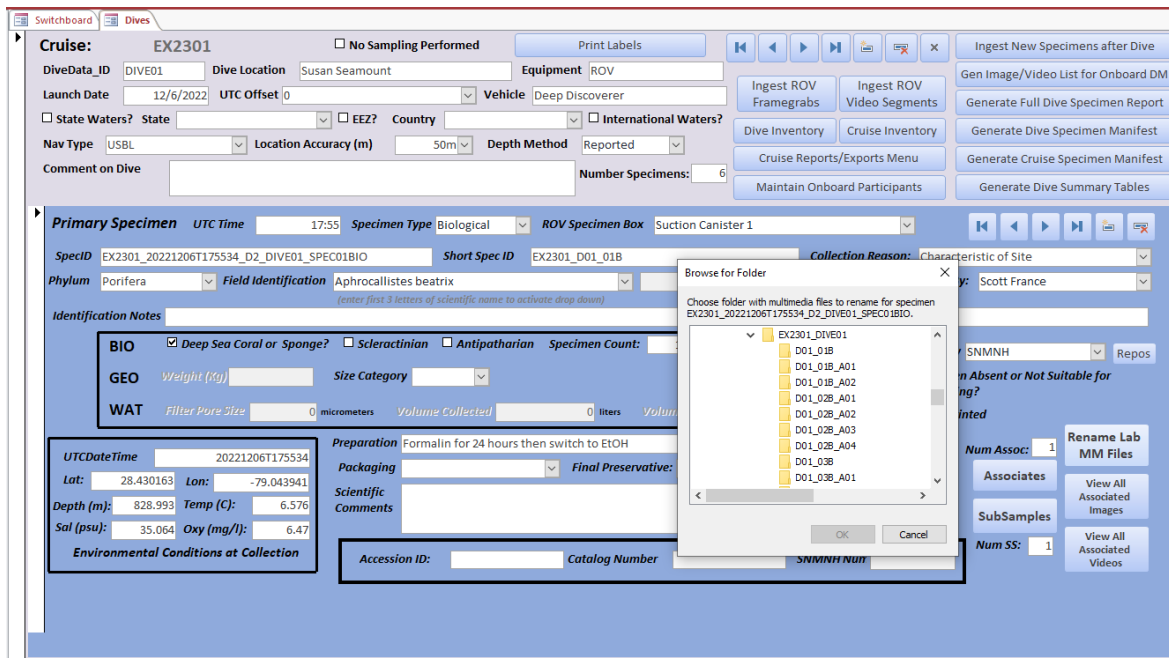 Switchboard Dives
Cruise: EX2301 No Sampling Performed Print Labels Ingest New Specimens after Dive
DiveData_ID DIVE01 Dive Location Susan Seamount Equipment ROV Gen Image/Video List for Onboard DM
Launch Date 12/6/2022 UTC Offset 0 Vehicle Deep Discoverer Ingest ROV Framegrabs Ingest ROV Video Segments Generate Full Dive Specimen Report
State Waters? State EEZ? Country International Waters? Dive Inventory Cruise Inventory Generate Dive Specimen Manifest
Nav Type USBL Location Accuracy (m) 50m Depth Method Reported Cruise Reports/Exports Menu Generate Cruise Specimen Manifest
Comment on Dive Number Specimens: 6 Maintain Onboard Participants Generate Dive Summary Tables
Primary Specimen UTC Time 17:55 Specimen Type Biological ROV Specimen Box Suction Canister 1
SpecID EX2301_20221206T175534_D2_DIVE01_SPEC01BIO Short Spec ID EX2301_D01_01B Collection Reason: Characteristic of Site
Phylum Porifera Field Identification Aphrocallistes beatrix y: Scott France
(enter first 3 letters of scientific name to activate drop down)
Identification Notes
BIO Deep Sea Coral or Sponge? Scleractinian Antipatharian Specimen Count:
SNMNH Repos
GEO Weight (Kg) Size Category
n Absent or Not Suitable for
ng?
WAT Filter Pore Size 0 micrometers Volume Collected 0 liters
inted
Browse for Folder
Choose folder with multimedia files to rename for specimen
EX2301_20221206T175534_D2_DIVE01_SPEC01BIO.
EX2301_DIVE01
D01_01B
D01_01B_A01
D01_01B_A02
D01_02B_A01
D01_02B_A02
D01_02B_A03
D01_02B_A04
D01_03B
D01_03B_A01
OK Cancel
UTCDateTime 20221206T175534
Lat: 28.430163 Lon: -79.043941
Depth (m): 828.993 Temp (C): 6.576
Sal (psu): 35.064 Oxy (mg/l): 6.47
Environmental Conditions at Collection
Preparation Formalin for 24 hours then switch to EtOH
Packaging Final Preservative:
Scientific
Comments
Accession ID: Catalog Number SNMNH Num
Num Assoc: 1
Associates
SubSamples
Num SS: 1
Rename Lab
MM Files
View All
Associated
Images
View All
Associated
Videos